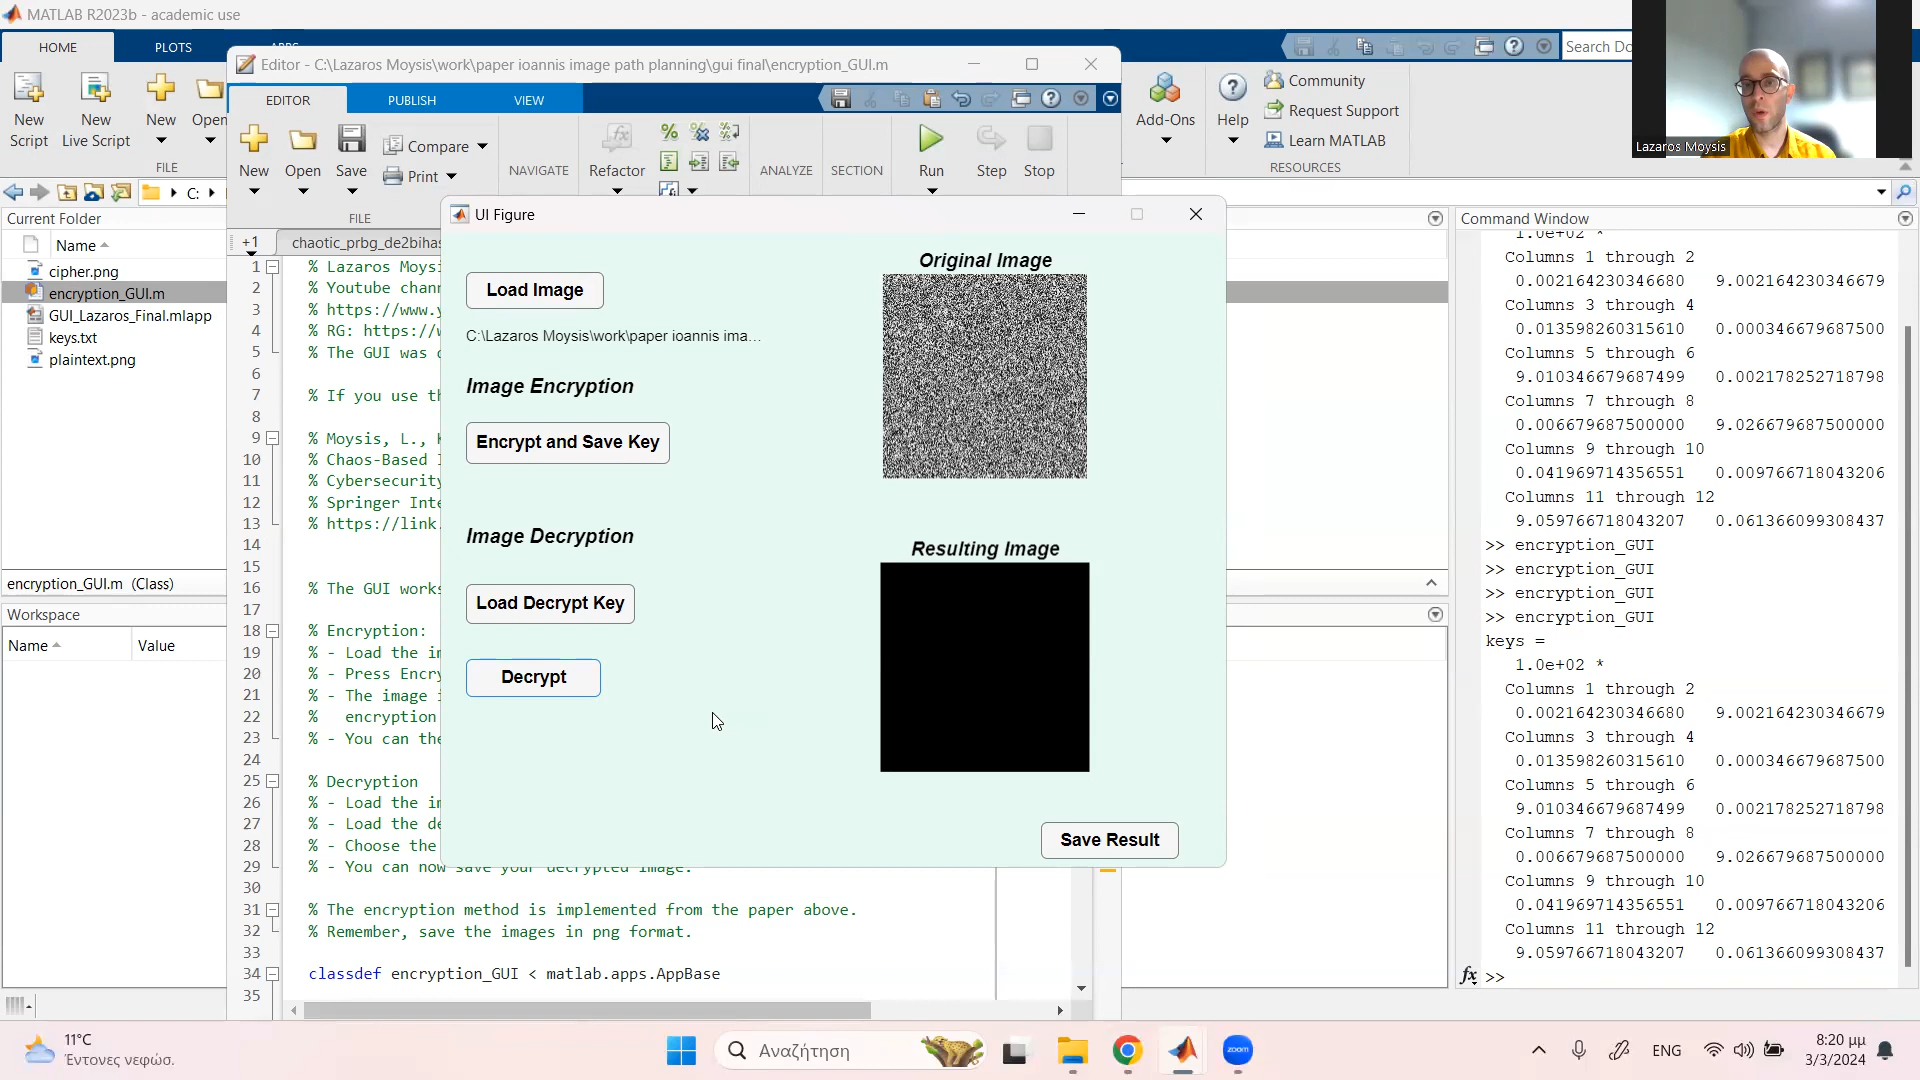 MATLAB R2023b - academic use
HOME
PLOTS
APPS
Search Do
New Script
New Live Script
New
Open
FILE
Add-Ons
Help
Community
Request Support
Learn MATLAB
RESOURCES
Lazaros Moysis
C:
Current Folder
Name
cipher.png
encryption_GUI.m
GUI_Lazaros_Final.mlapp
keys.txt
plaintext.png
encryption_GUI.m (Class)
Workspace
Name
Value
Editor - C:\Lazaros Moysis\work\paper ioannis image path planning\gui final\encryption_GUI.m
EDITOR
PUBLISH
VIEW
New
Open
Save
Compare
Print
FILE
NAVIGATE
Refactor
ANALYZE
SECTION
Run
Step
Stop
+1
chaotic_prbg_de2bihas
1 % Lazaros Moysi
2 % Youtube chann
3 % https://www.y
4 % RG: https://w
5 % The GUI was d
6
7 % If you use th
8
9 % Moysis, L., K
10 % Chaos-Based I
11 % Cybersecurity
12 % Springer Inte
13 % https://link.
14
15
16 % The GUI works
17
18 % Encryption:
19 % - Load the im
20 % - Press Encry
21 % - The image i
22 % encryption
23 % - You can the
24
25 % Decryption
26 % - Load the im
27 % - Load the de
28 % - Choose the
29 % - You can now save your decrypted image.
30
31 % The encryption method is implemented from the paper above.
32 % Remember, save the images in png format.
33
34 classdef encryption_GUI < matlab.apps.AppBase
35
UI Figure
Load Image
C:\Lazaros Moysis\work\paper ioannis ima...
Image Encryption
Encrypt and Save Key
Image Decryption
Load Decrypt Key
Decrypt
Original Image
Resulting Image
Save Result
Command Window
1.0e+02 *
Columns 1 through 2
0.002164230346680 9.002164230346679
Columns 3 through 4
0.013598260315610 0.000346679687500
Columns 5 through 6
9.010346679687499 0.002178252718798
Columns 7 through 8
0.006679687500000 9.026679687500000
Columns 9 through 10
0.041969714356551 0.009766718043206
Columns 11 through 12
9.059766718043207 0.061366099308437
>> encryption_GUI
>> encryption_GUI
>> encryption_GUI
>> encryption_GUI
keys =
1.0e+02 *
Columns 1 through 2
0.002164230346680 9.002164230346679
Columns 3 through 4
0.013598260315610 0.000346679687500
Columns 5 through 6
9.010346679687499 0.002178252718798
Columns 7 through 8
0.006679687500000 9.026679687500000
Columns 9 through 10
0.041969714356551 0.009766718043206
Columns 11 through 12
9.059766718043207 0.061366099308437
fx >>
11°C
Έντονες νεφώσ.
Αναζήτηση
zoom
ENG
8:20 μμ
3/3/2024